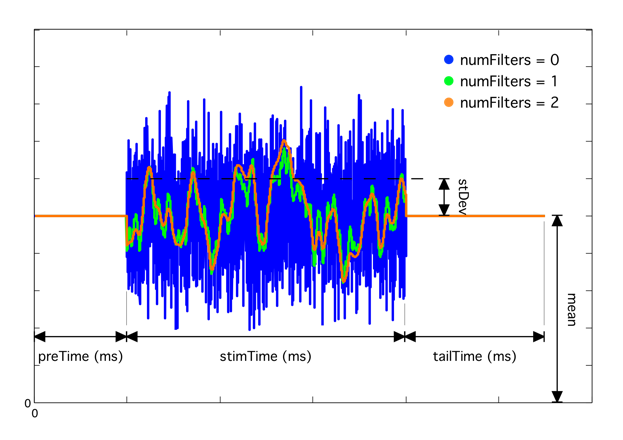 numFilters = 0
numFilters = 1
numFilters = 2
stDev
mean
preTime (ms)
stimTime (ms)
tailTime (ms)
0
0